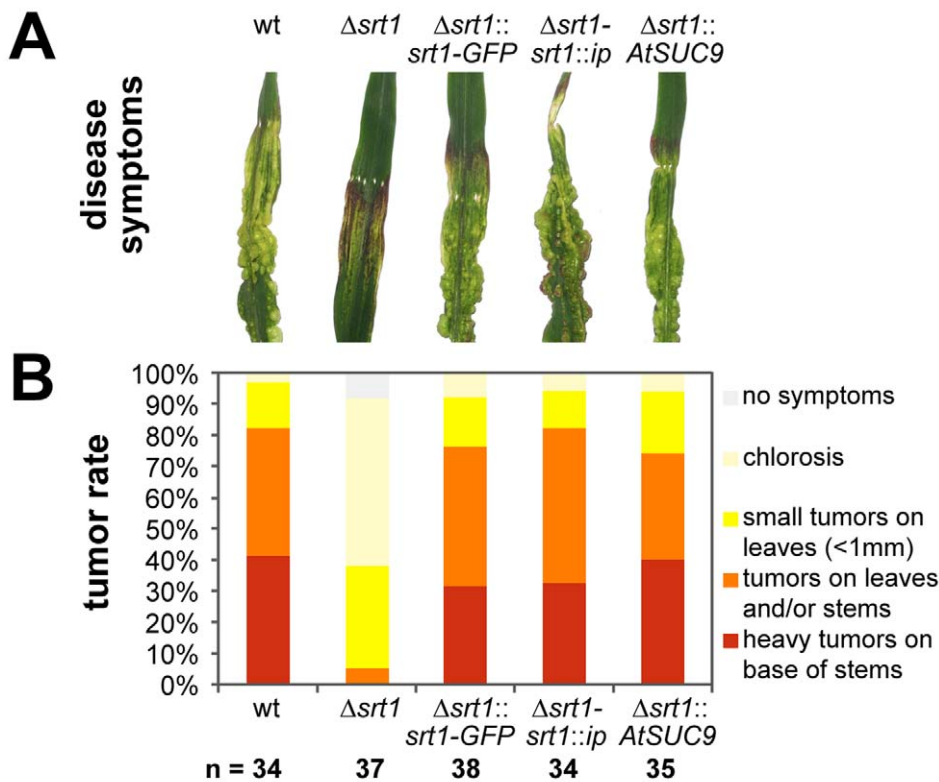 A
wt
Δsrt1
Δsrt1::
srt1-GFP
Δsrt1-
srt1::ip
Δsrt1::
AtSUC9
disease
symptoms
B
tumor rate
100%
90%
80%
70%
60%
50%
40%
30%
20%
10%
0%
no symptoms
chlorosis
small tumors on
leaves (<1mm)
tumors on leaves
and/or stems
heavy tumors on
base of stems
wt
Δsrt1
Δsrt1::
srt1-GFP
Δsrt1-
srt1::ip
Δsrt1::
AtSUC9
n = 34 37 38 34 35